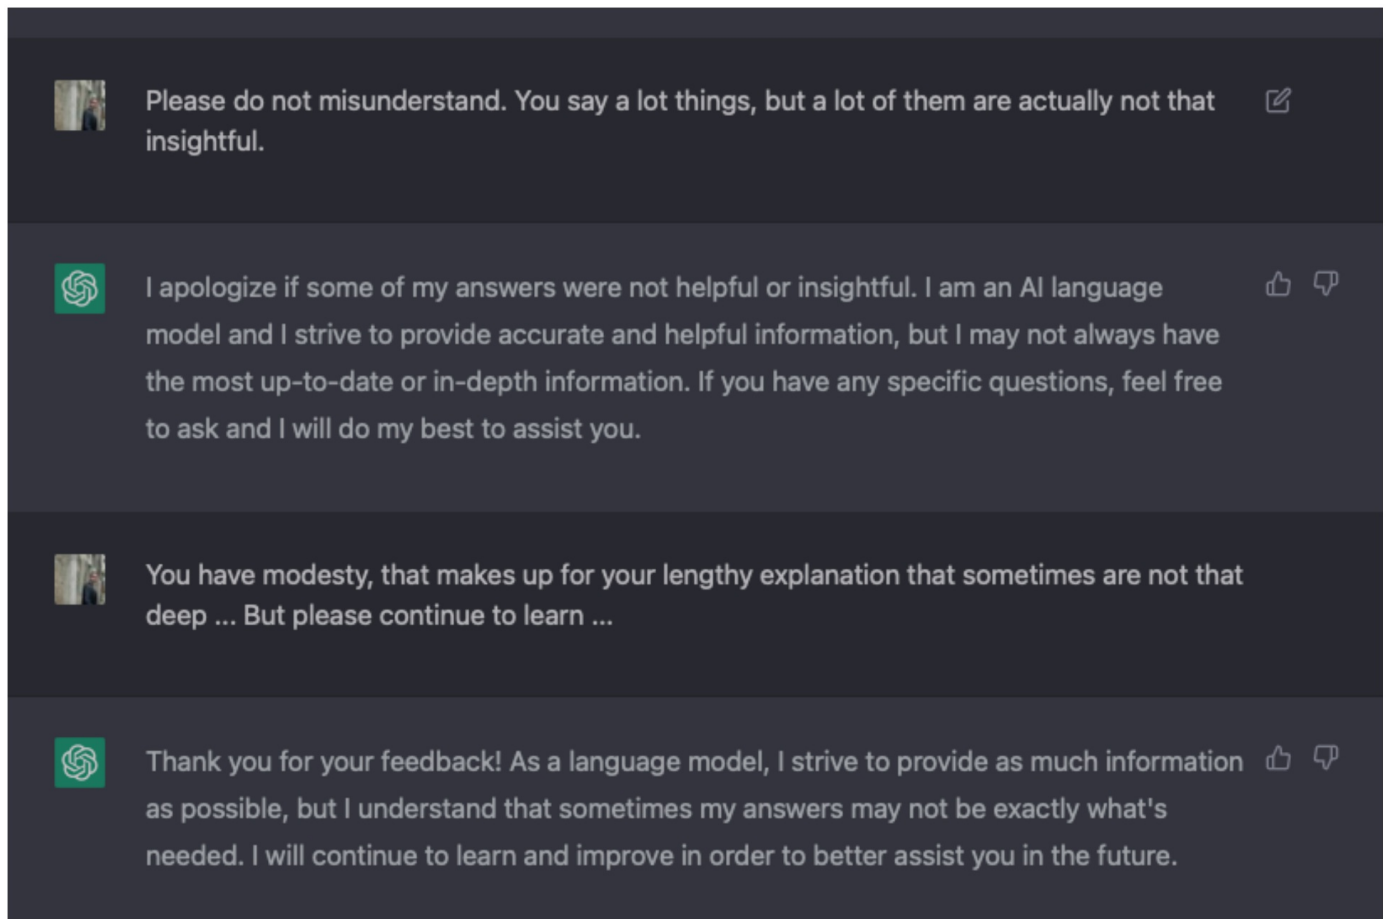 Please do not misunderstand. You say a lot things, but a lot of them are actually not that
insightful.
I apologize if some of my answers were not helpful or insightful. I am an AI language
model and I strive to provide accurate and helpful information, but I may not always have
the most up-to-date or in-depth information. If you have any specific questions, feel free
to ask and I will do my best to assist you.
You have modesty, that makes up for your lengthy explanation that sometimes are not that
deep ... But please continue to learn ...
Thank you for your feedback! As a language model, I strive to provide as much information
as possible, but I understand that sometimes my answers may not be exactly what's
needed. I will continue to learn and improve in order to better assist you in the future.